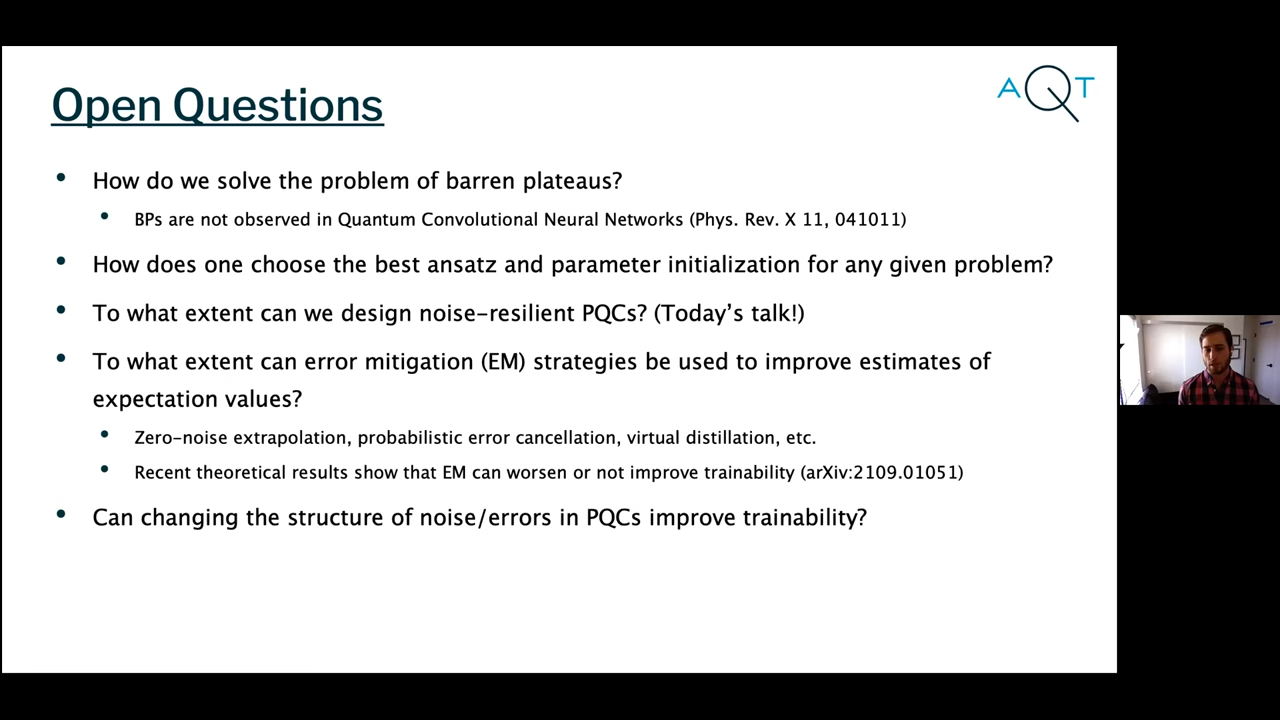 Open Questions
AQT
• How do we solve the problem of barren plateaus?
• BPs are not observed in Quantum Convolutional Neural Networks (Phys. Rev. X 11, 041011)
• How does one choose the best ansatz and parameter initialization for any given problem?
• To what extent can we design noise-resilient PQCs? (Today's talk!)
• To what extent can error mitigation (EM) strategies be used to improve estimates of
expectation values?
• Zero-noise extrapolation, probabilistic error cancellation, virtual distillation, etc.
• Recent theoretical results show that EM can worsen or not improve trainability (arXiv:2109.01051)
• Can changing the structure of noise/errors in PQCs improve trainability?